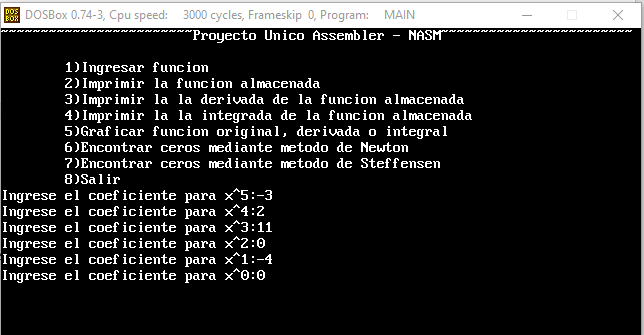 DOS
BOX
DOSBox 0.74-3, Cpu speed: 3000 cycles, Frameskip 0, Program: MAIN
~~~~~~~~~~~~~~~~~~~~~~~~Proyecto Unico Assembler - NASM~~~~~~~~~~~~~~~~~~~~~~~~
1)Ingresar funcion
2)Imprimir la funcion almacenada
3)Imprimir la la derivada de la funcion almacenada
4)Imprimir la la integrada de la funcion almacenada
5)Graficar funcion original, derivada o integral
6)Encontrar ceros mediante metodo de Newton
7)Encontrar ceros mediante metodo de Steffensen
8)Salir
Ingrese el coeficiente para x^5:-3
Ingrese el coeficiente para x^4:2
Ingrese el coeficiente para x^3:11
Ingrese el coeficiente para x^2:0
Ingrese el coeficiente para x^1:-4
Ingrese el coeficiente para x^0:0